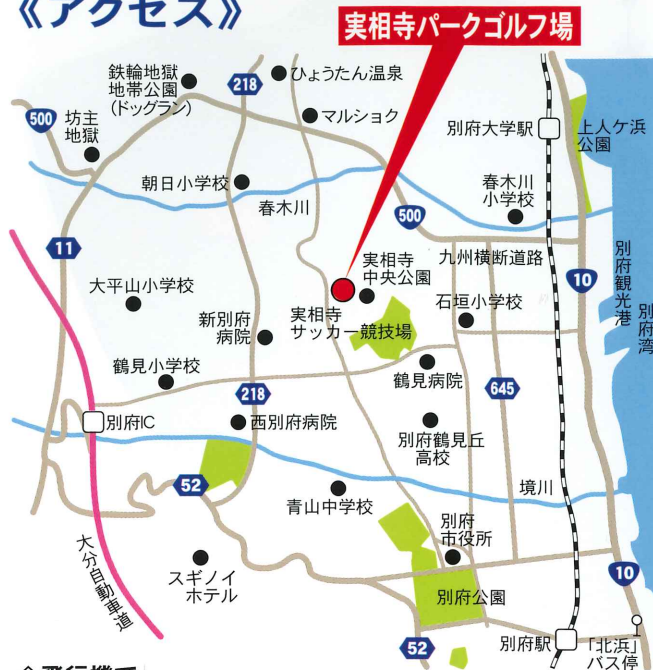 《アクセス》
実相寺パークゴルフ場
鉄輪地獄
地帯公園
（ドッグラン）
218
ひょうたん温泉
500
坊主
地獄
マルショク
別府大学駅
上人ケ浜
公園
朝日小学校
春木川
春木川
小学校
500
11
実相寺
中央公園
九州横断道路
別府観光港
別府湾
10
大平山小学校
新別府
病院
実相寺
サッカー競技場
石垣小学校
鶴見小学校
鶴見病院
218
645
別府IC
西別府病院
別府鶴見丘
高校
52
青山中学校
境川
大分自動車道
スギノイ
ホテル
別府
市役所
10
別府公園
52
別府駅
「北浜」
バス停